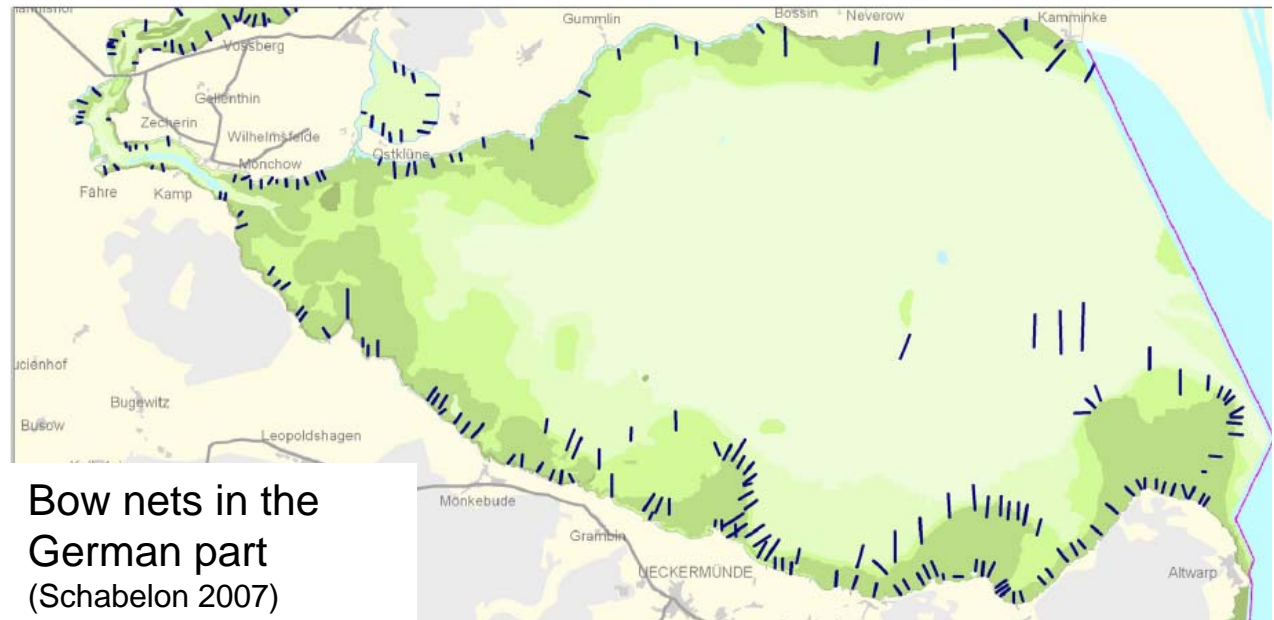 Gummlin
Bossin
Neverow
Kamminke
Vossberg
Gellenthin
Zecherin
Wilhelmsfelde
Mönchow
Ostklüne
Fähre
Kamp
Bugewitz
Busow
Leopoldshagen
Mönkebude
Grambin
UECKERMÜNDE
Altwarp
Bow nets in the
German part
(Schabelon 2007)